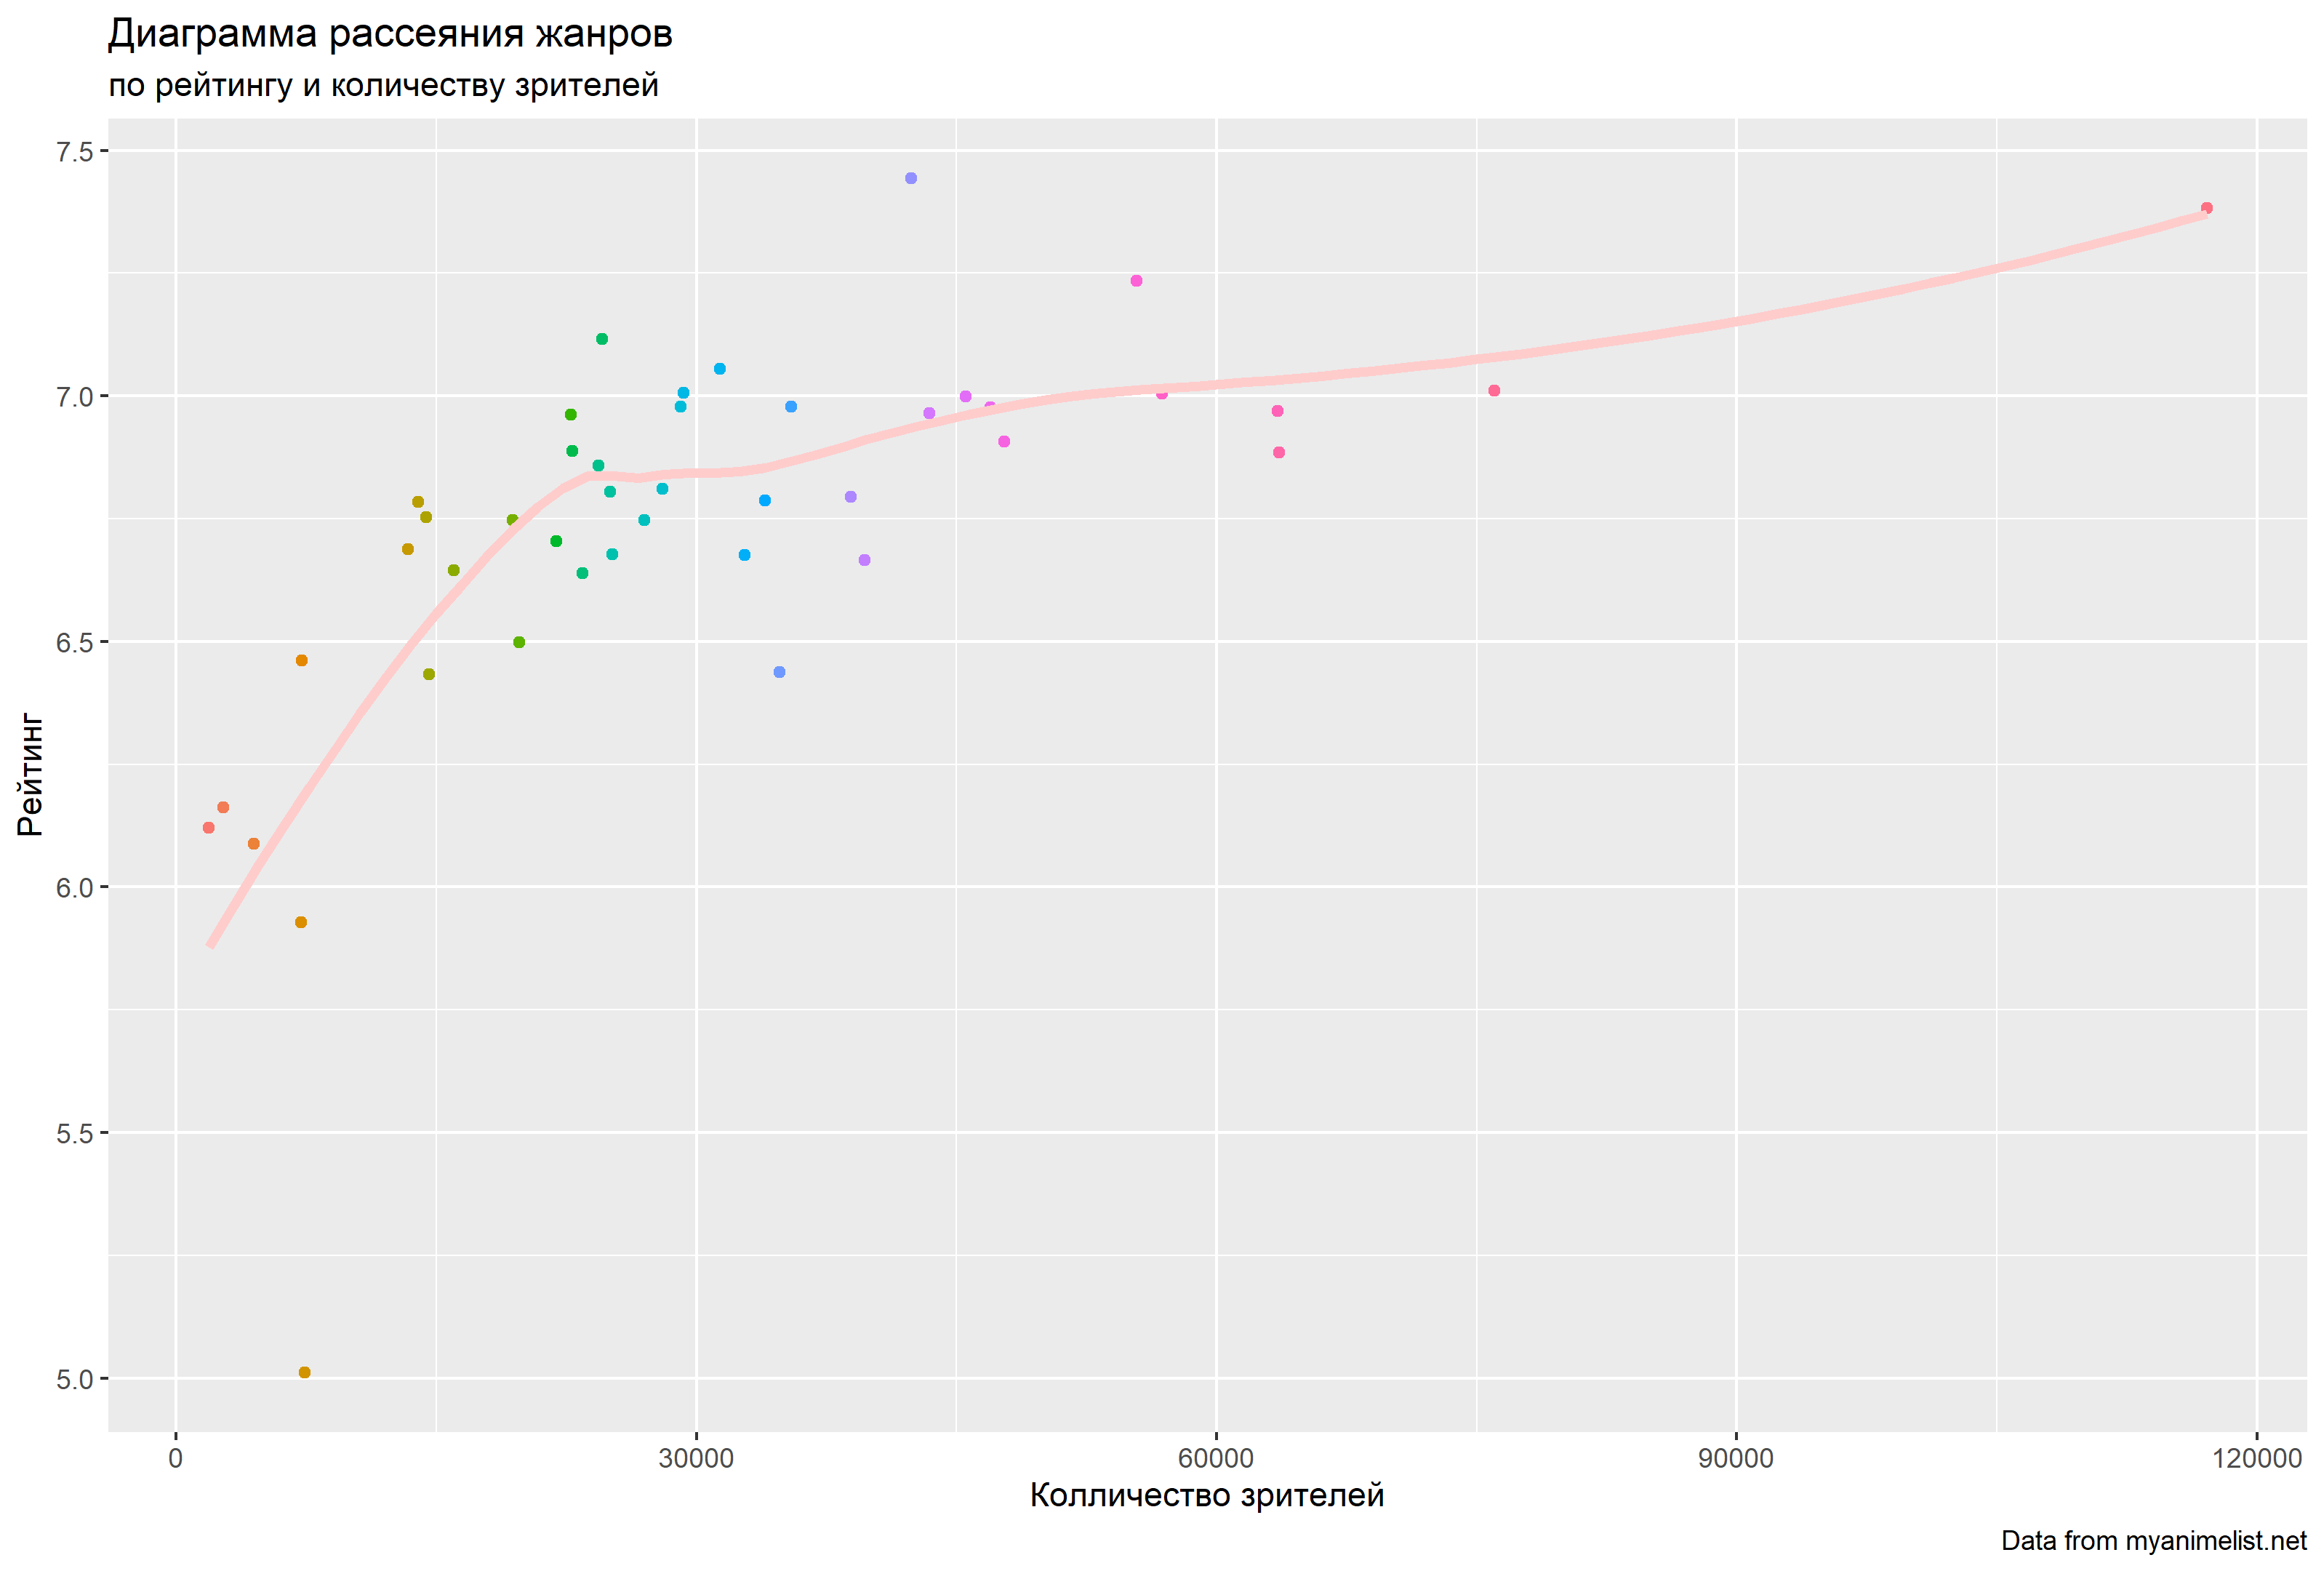 Диаграмма рассеяния жанров
по рейтингу и количеству зрителей
Рейтинг
7.5
7.0
6.5
6.0
5.5
5.0
0 30000 60000 90000 120000
Колличество зрителей
Data from myanimelist.net